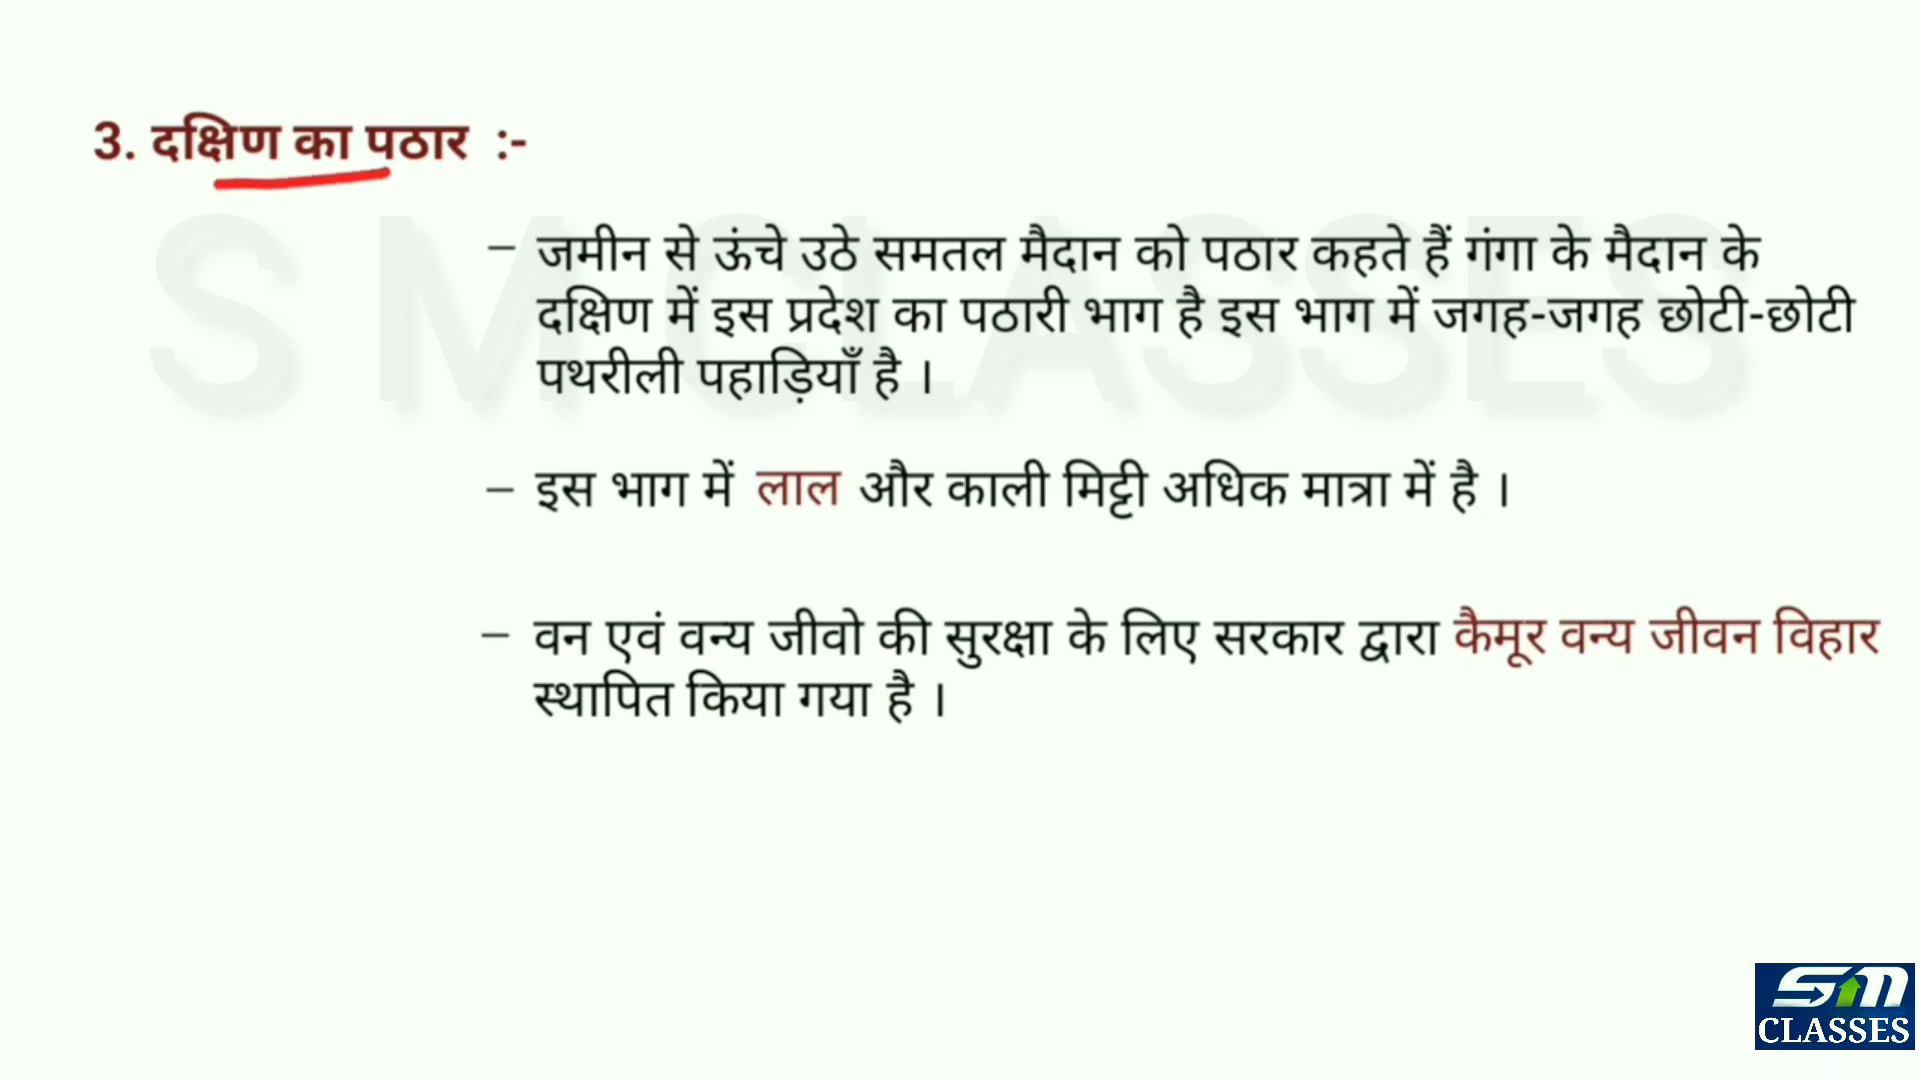 3. दक्षिण का पठार :-
– जमीन से ऊंचे उठे समतल मैदान को पठार कहते हैं गंगा के मैदान के
दक्षिण में इस प्रदेश का पठारी भाग है इस भाग में जगह-जगह छोटी-छोटी
पथरीली पहाड़ियाँ है ।
– इस भाग में लाल और काली मिट्टी अधिक मात्रा में है ।
– वन एवं वन्य जीवो की सुरक्षा के लिए सरकार द्वारा कैमूर वन्य जीवन विहार
स्थापित किया गया है ।
S M CLASSES
SM
CLASSES